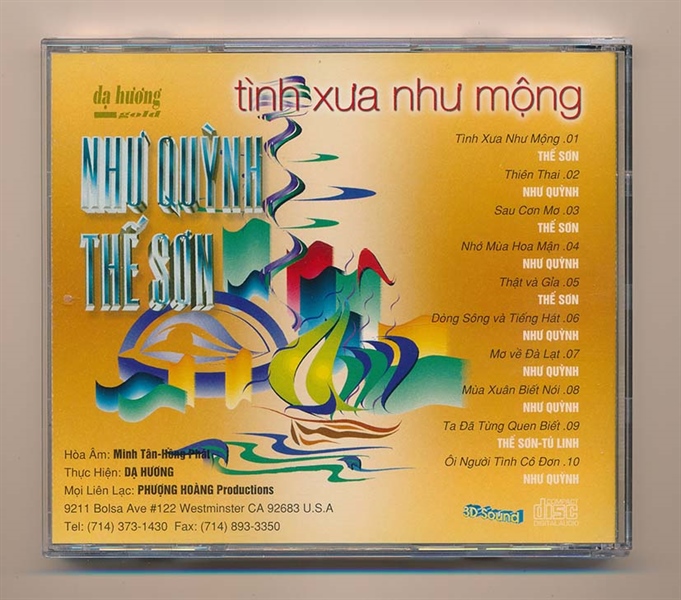 dạ hương
gold
tình xưa như mộng
NHƯ QUỲNH
THẾ SƠN
Tình Xưa Như Mộng .01
THẾ SƠN
Thiên Thai .02
NHƯ QUỲNH
Sau Cơn Mơ .03
THẾ SƠN
Nhó Mùa Hoa Mận .04
NHƯ QUỲNH
Thật và Gỉa .05
THẾ SƠN
Dòng Sông và Tiếng Hát .06
NHƯ QUỲNH
Mơ về Đà Lạt .07
NHƯ QUỲNH
Mùa Xuân Biết Nói .08
NHƯ QUỲNH
Ta Đã Từng Quen Biết .09
THẾ SƠN-TÚ LINH
Ôi Người Tình Cô Đơn .10
NHƯ QUỲNH
Hòa Âm: Minh Tân-Hồng Phát
Thực Hiện: DẠ HƯƠNG
Mọi Liên Lạc: PHƯỢNG HOÀNG Productions
9211 Bolsa Ave #122 Westminster CA 92683 U.S.A
Tel: (714) 373-1430 Fax: (714) 893-3350
3D Sound
COMPACT
disc
DIGITAL AUDIO